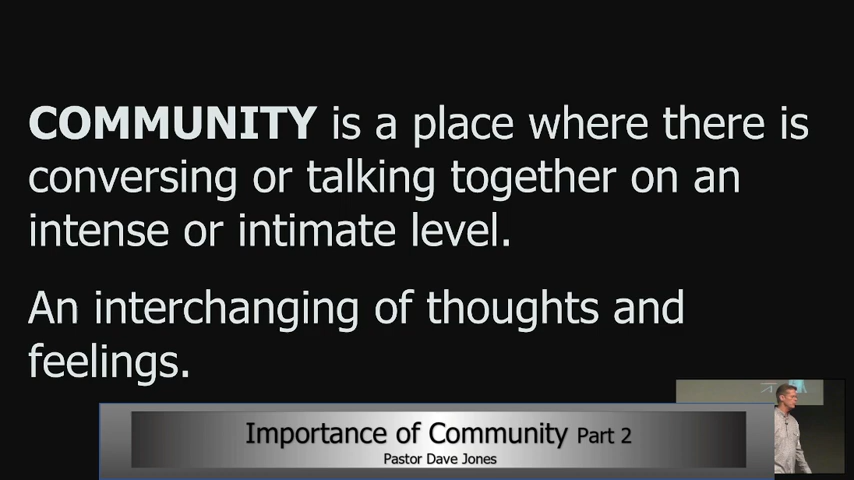 COMMUNITY is a place where there is
conversing or talking together on an
intense or intimate level.
An interchanging of thoughts and
feelings.
Importance of Community Part 2
Pastor Dave Jones